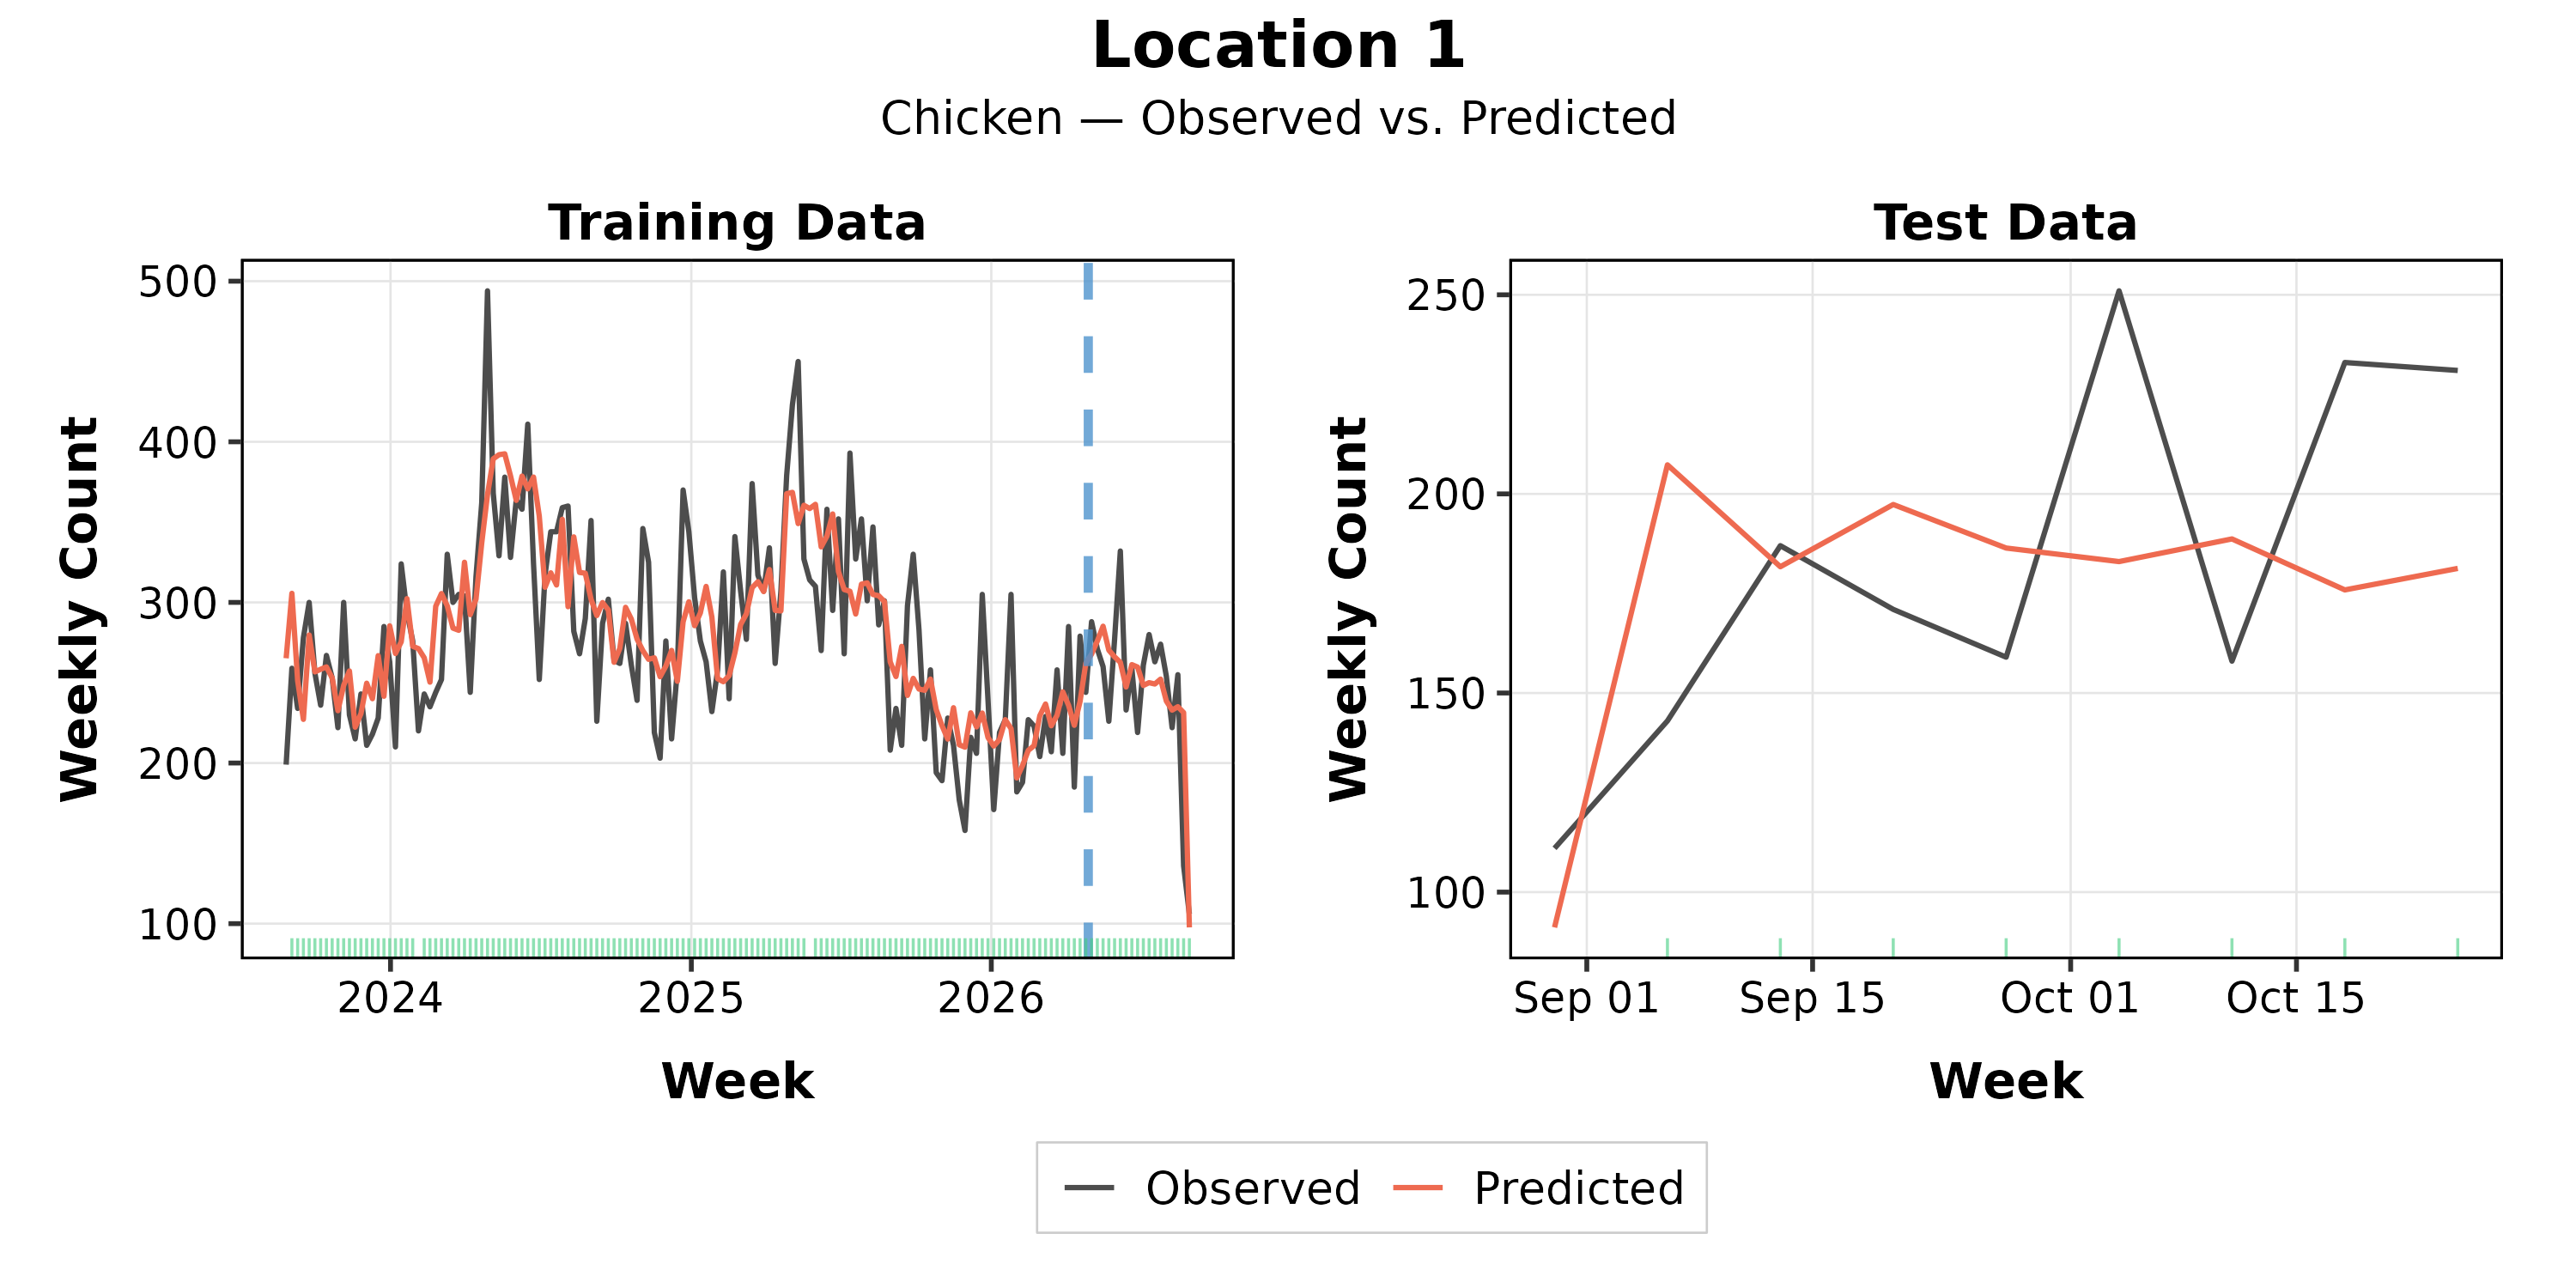 Location 1
Chicken — Observed vs. Predicted
Training Data
Weekly Count
500
400
300
200
100
2024 2025 2026
Week
Test Data
Weekly Count
250
200
150
100
Sep 01 Sep 15 Oct 01 Oct 15
Week
Observed Predicted